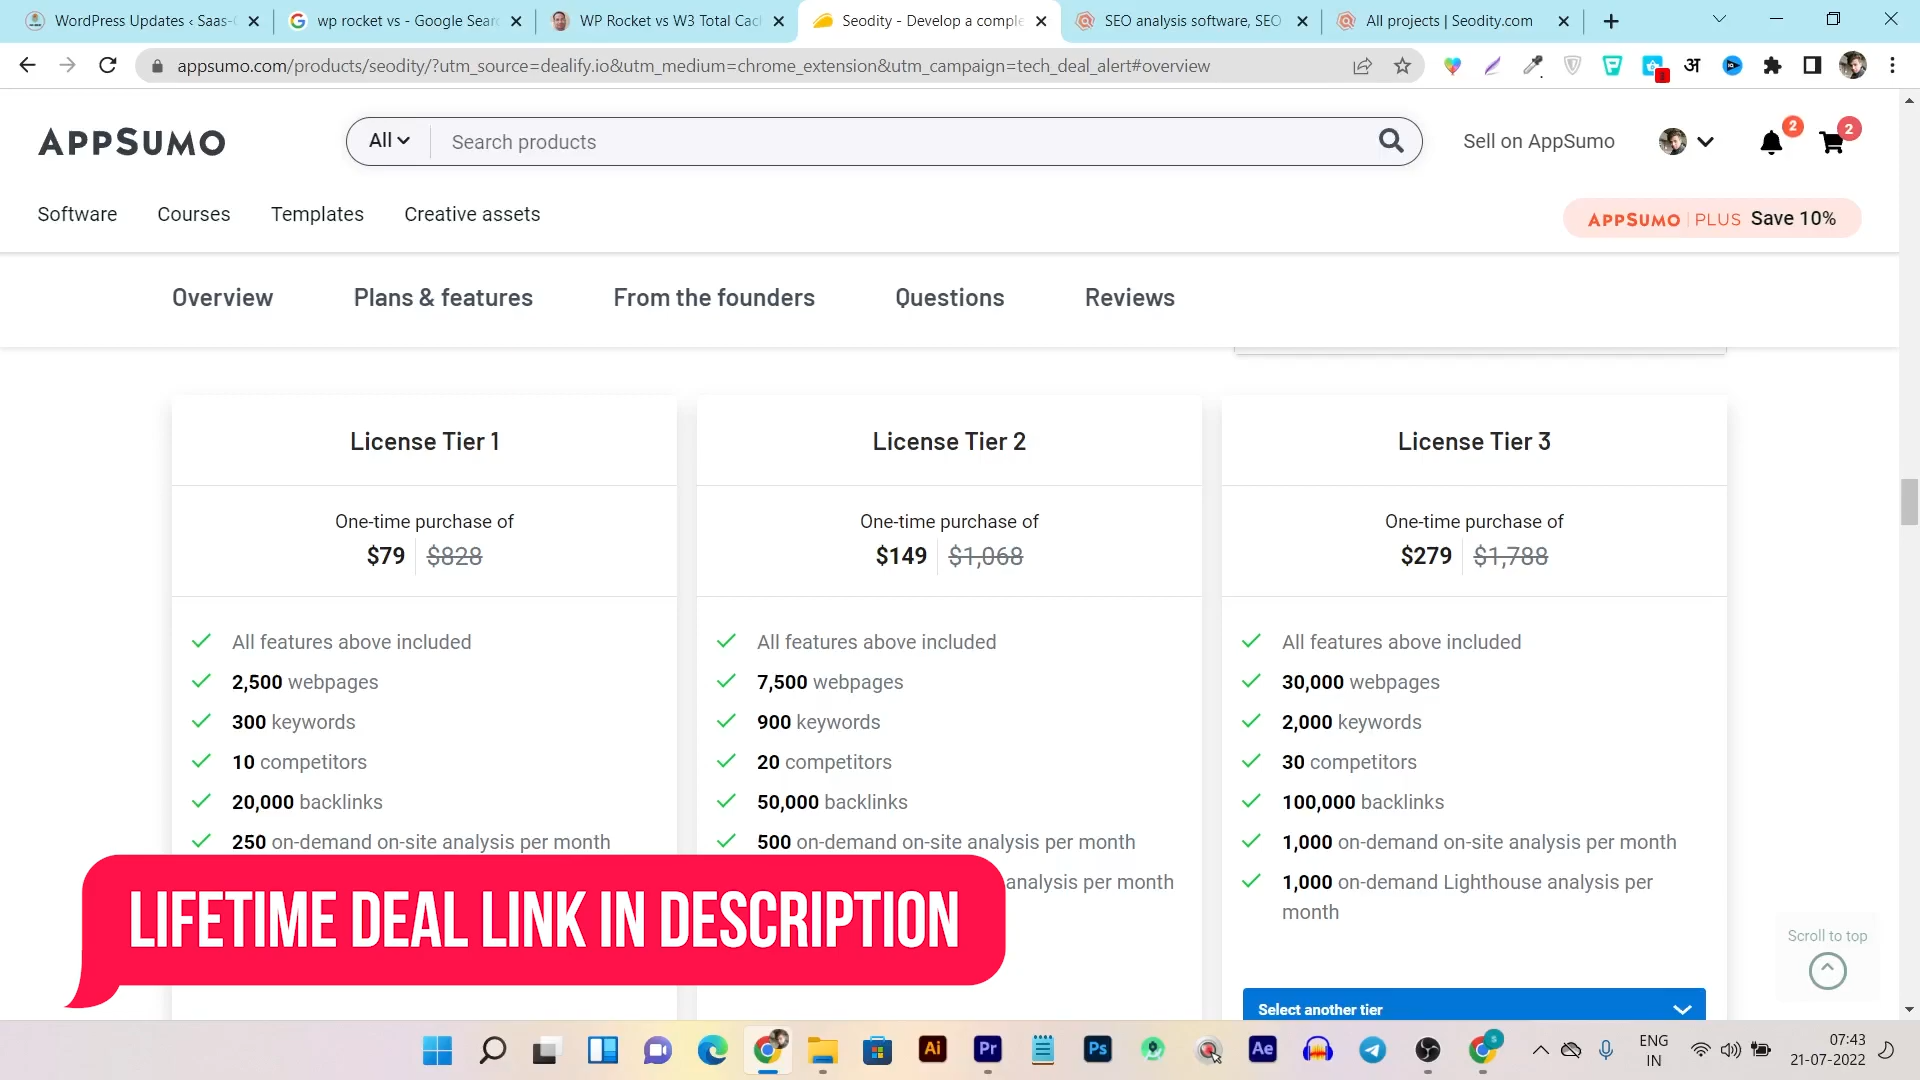 WordPress Updates ‹ Saas-
wp rocket vs - Google Sear
WP Rocket vs W3 Total Cac
Seodity - Develop a comple
SEO analysis software, SEO
All projects | Seodity.com
appsumo.com/products/seodity/?utm_source=dealify.io&utm_medium=chrome_extension&utm_campaign=tech_deal_alert#overview
अ
APPSUMO
All
Search products
Sell on AppSumo
2
2
Software
Courses
Templates
Creative assets
APPSUMO | PLUS Save 10%
Overview
Plans & features
From the founders
Questions
Reviews
License Tier 1
One-time purchase of
$79 $828
All features above included
2,500 webpages
300 keywords
10 competitors
20,000 backlinks
250 on-demand on-site analysis per month
License Tier 2
One-time purchase of
$149 $1,068
All features above included
7,500 webpages
900 keywords
20 competitors
50,000 backlinks
500 on-demand on-site analysis per month
analysis per month
License Tier 3
One-time purchase of
$279 $1,788
All features above included
30,000 webpages
2,000 keywords
30 competitors
100,000 backlinks
1,000 on-demand on-site analysis per month
1,000 on-demand Lighthouse analysis per
month
Select another tier
Scroll to top
LIFETIME DEAL LINK IN DESCRIPTION
Ai
Pr
Ps
Ae
ENG
IN
07:43
21-07-2022